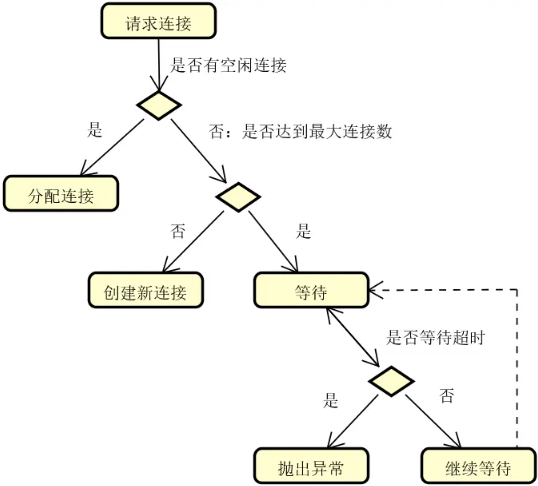 请求连接
是否有空闲连接
是
否：是否达到最大连接数
分配连接
否
是
创建新连接
等待
是否等待超时
是
否
抛出异常
继续等待